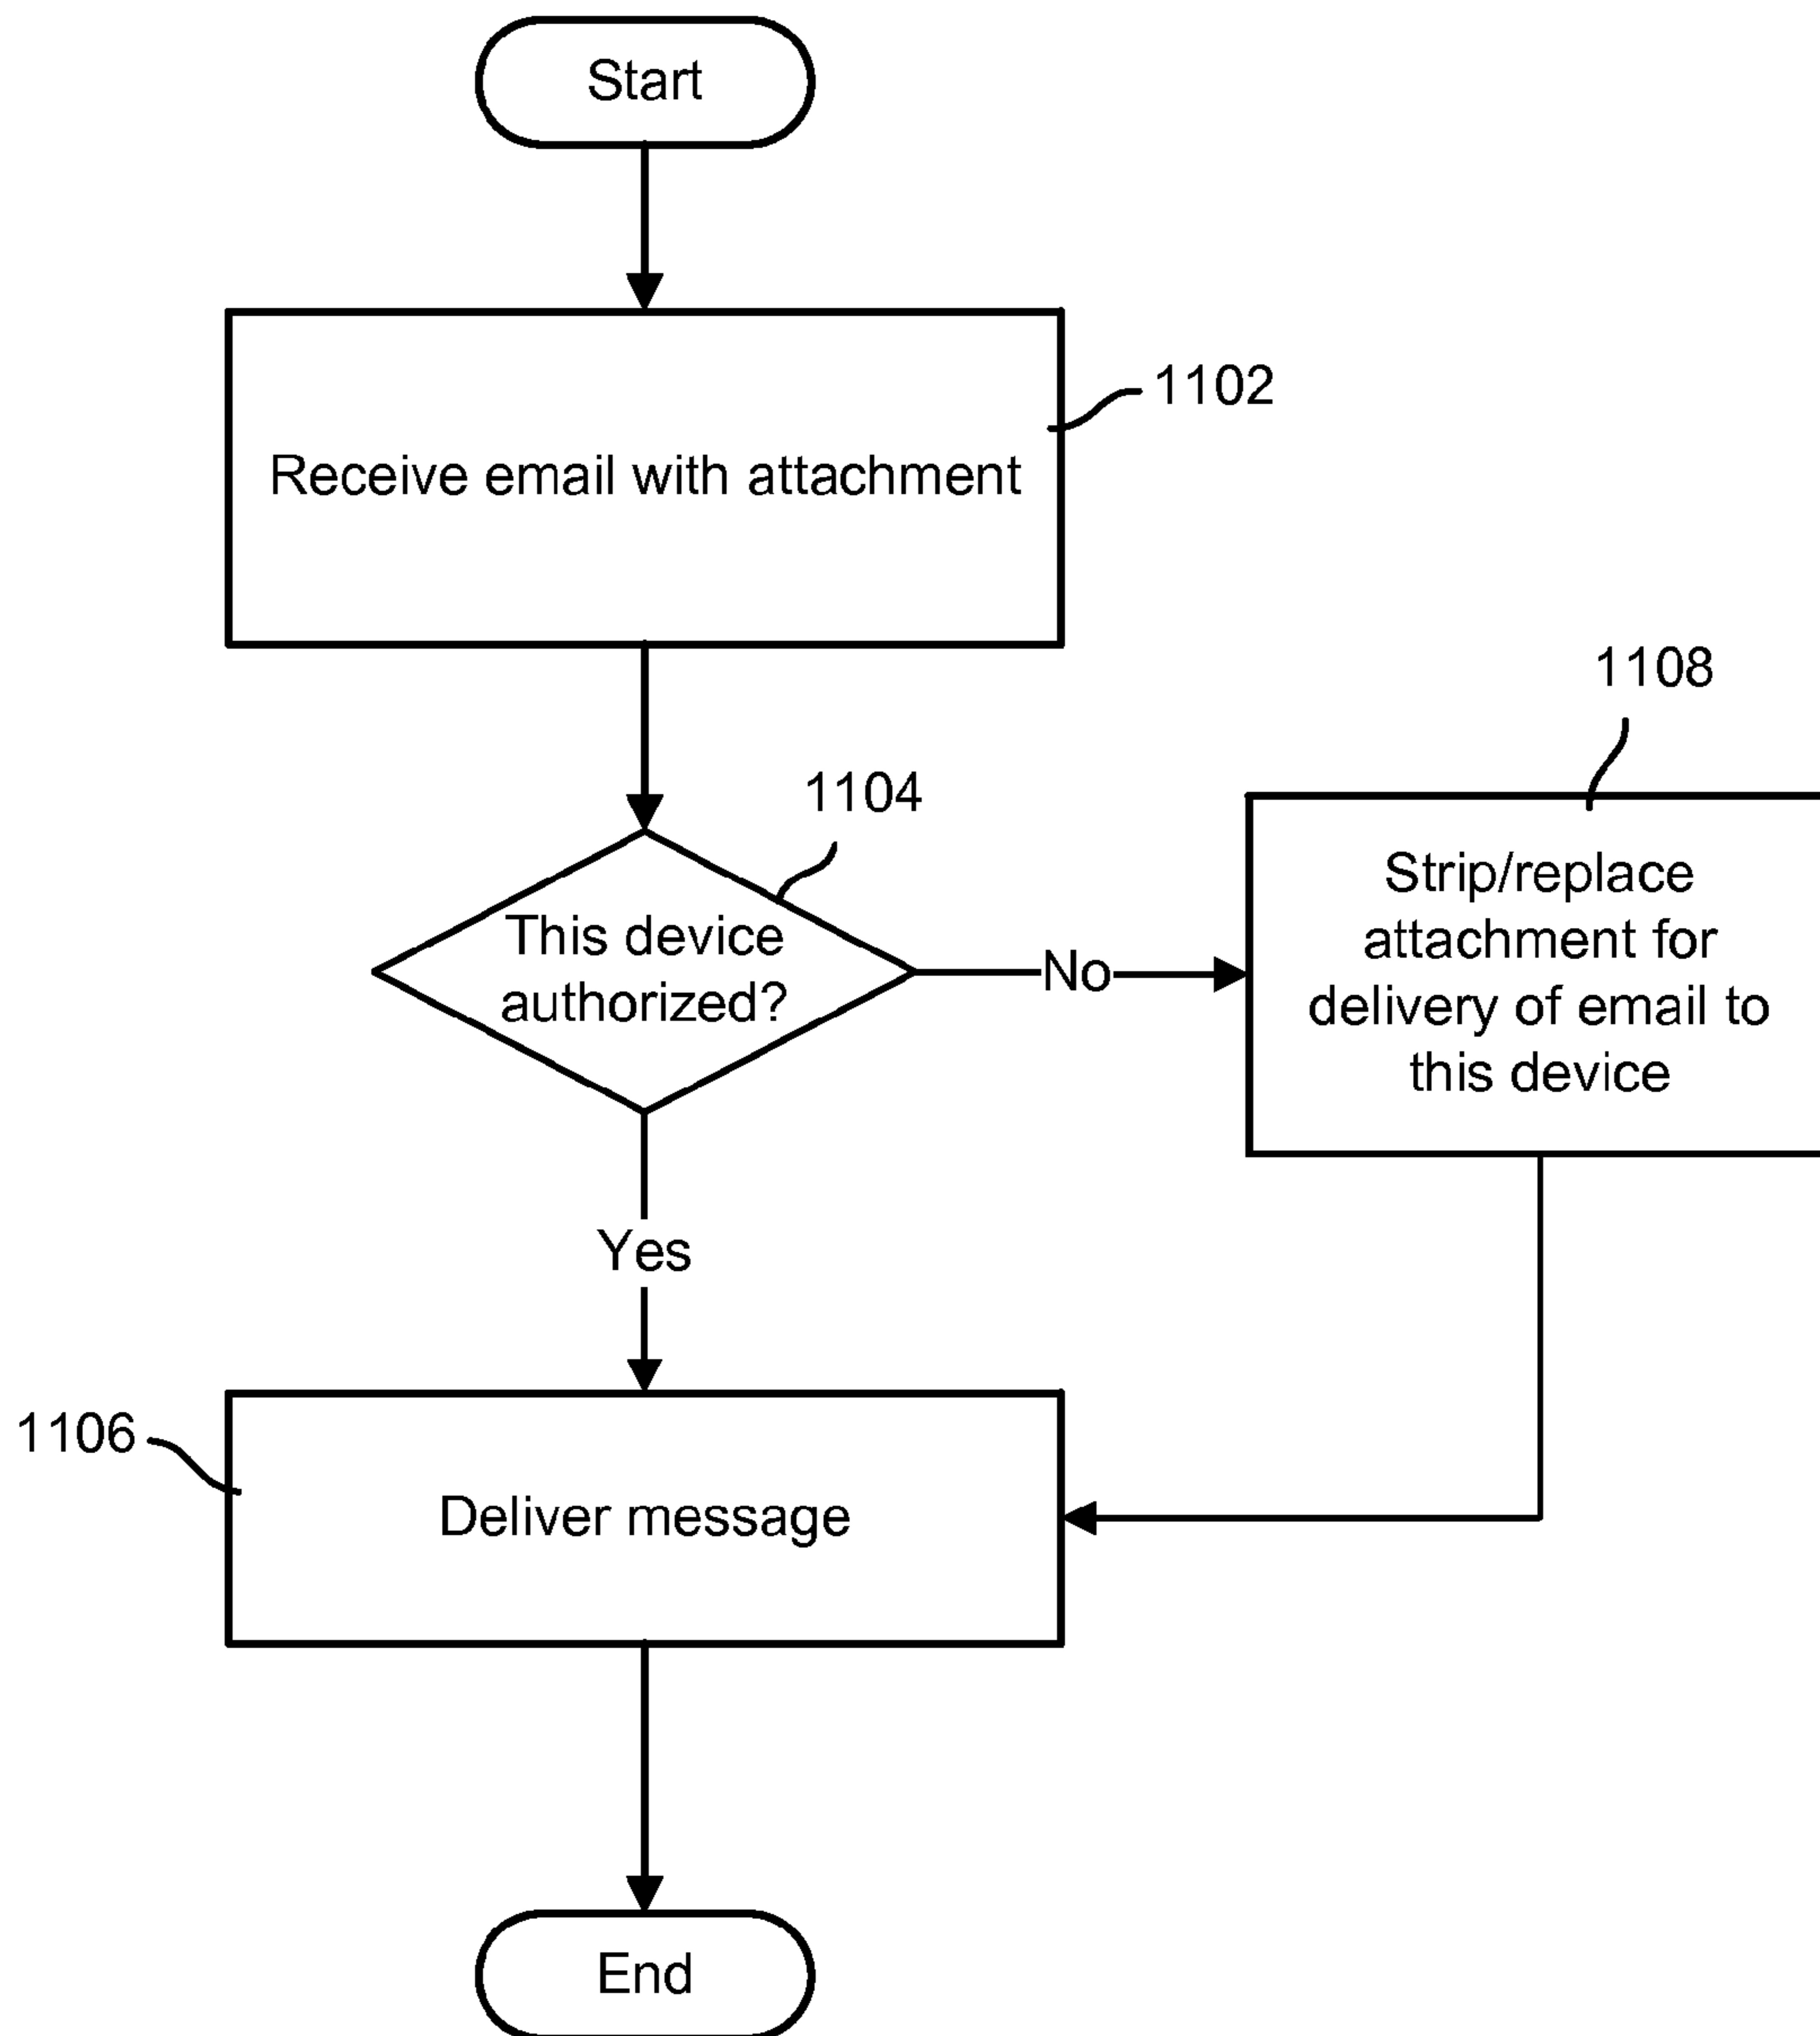 Start
1102
Receive email with attachment
1108
1104
This device
authorized?
No
Strip/replace
attachment for
delivery of email to
this device
Yes
1106
Deliver message
End